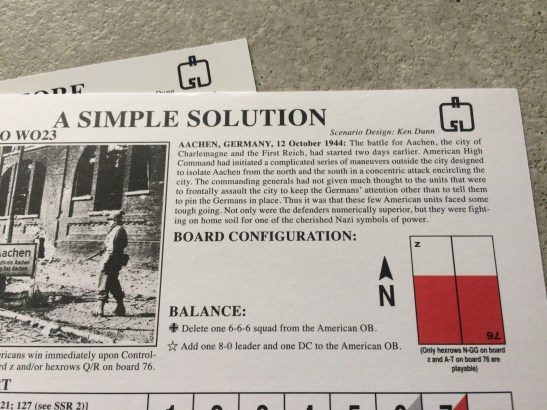 A
SL
A SIMPLE SOLUTION
A
SL
O WO23
Scenario Design: Ken Dunn
AACHEN, GERMANY, 12 October 1944: The battle for Aachen, the city of
Charlemagne and the First Reich, had started two days earlier. American High
Command had initiated a complicated series of maneuvers outside the city designed
to isolate Aachen from the north and the south in a concentric attack encircling the
city. The commanding generals had not given much thought to the units that were
to frontally assault the city to keep the Germans' attention other than to tell them
to pin the Germans in place. Thus it was that these few American units faced some
tough going. Not only were the defenders numerically superior, but they were fight-
ing on home soil for one of the cherished Nazi symbols of power.
Aachen
BOARD CONFIGURATION:
z
N
76
(Only hexrows N-GG on board
z and A-T on board 76 are
playable)
BALANCE:
Delete one 6-6-6 squad from the American OB.
Add one 8-0 leader and one DC to the American OB.
ricans win immediately upon Control-
rd z and/or hexrows Q/R on board 76.
RT
21; 127 (see SSR 2)]